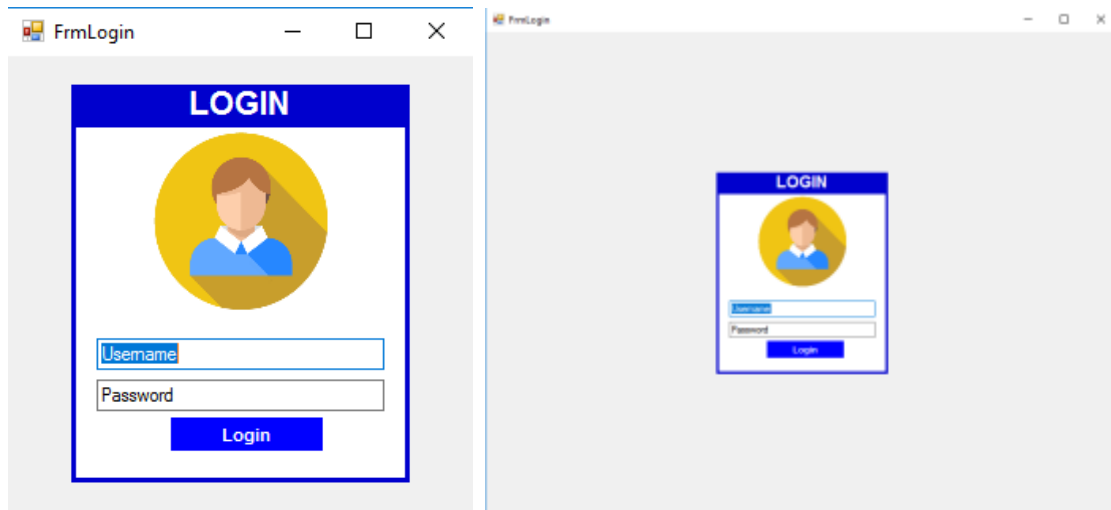 FrmLogin
LOGIN
Username
Password
Login
FrmLogin
LOGIN
Username
Password
Login